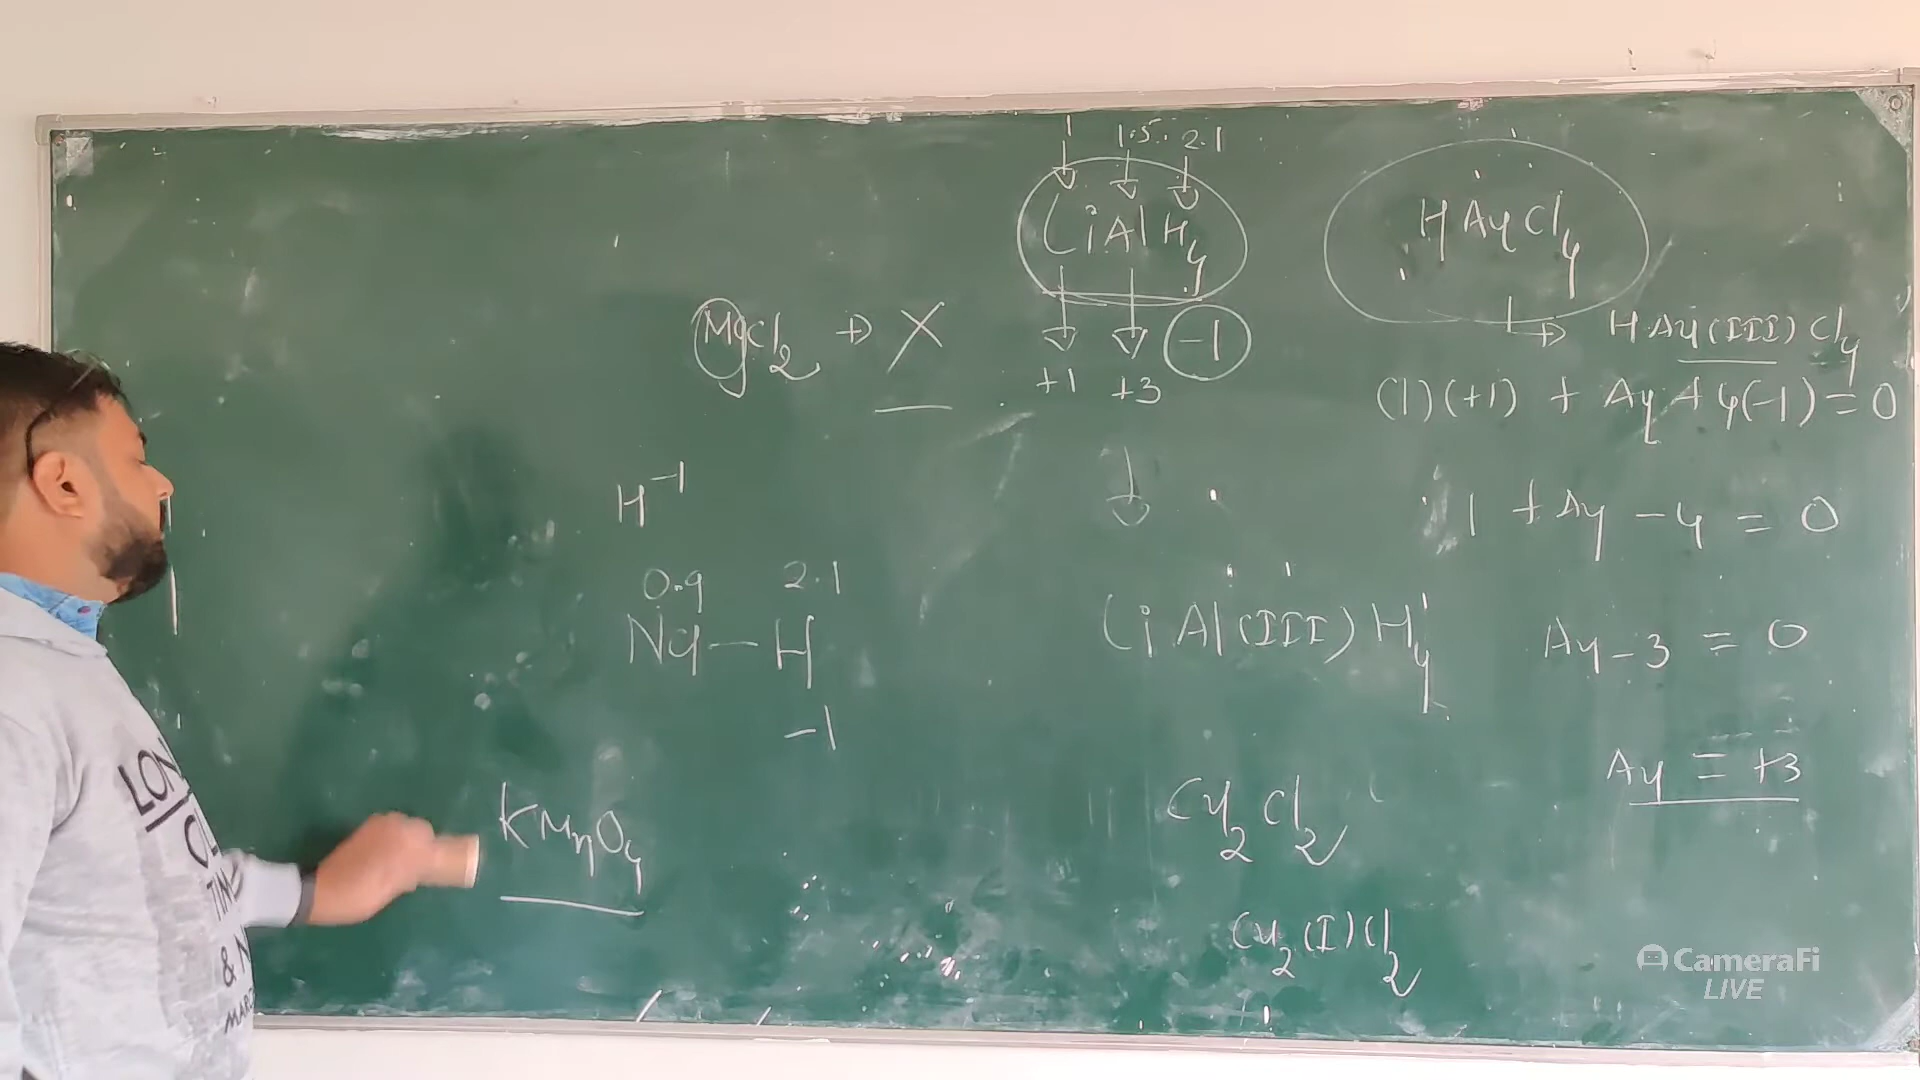 1 1.5 2.1
LiAlH4
+1 +3 -1
MgCl2 → X
H-1
0.9 2.1
Na-H
-1
KMnO4
↓
LiAl(III)H4
Cu2Cl2
Cu2(I)Cl2
HAuCl4
→ HAu(III)Cl4
(1)(+1) + Au + 4(-1) = 0
1 + Au - 4 = 0
Au - 3 = 0
Au = +3
CameraFi
LIVE